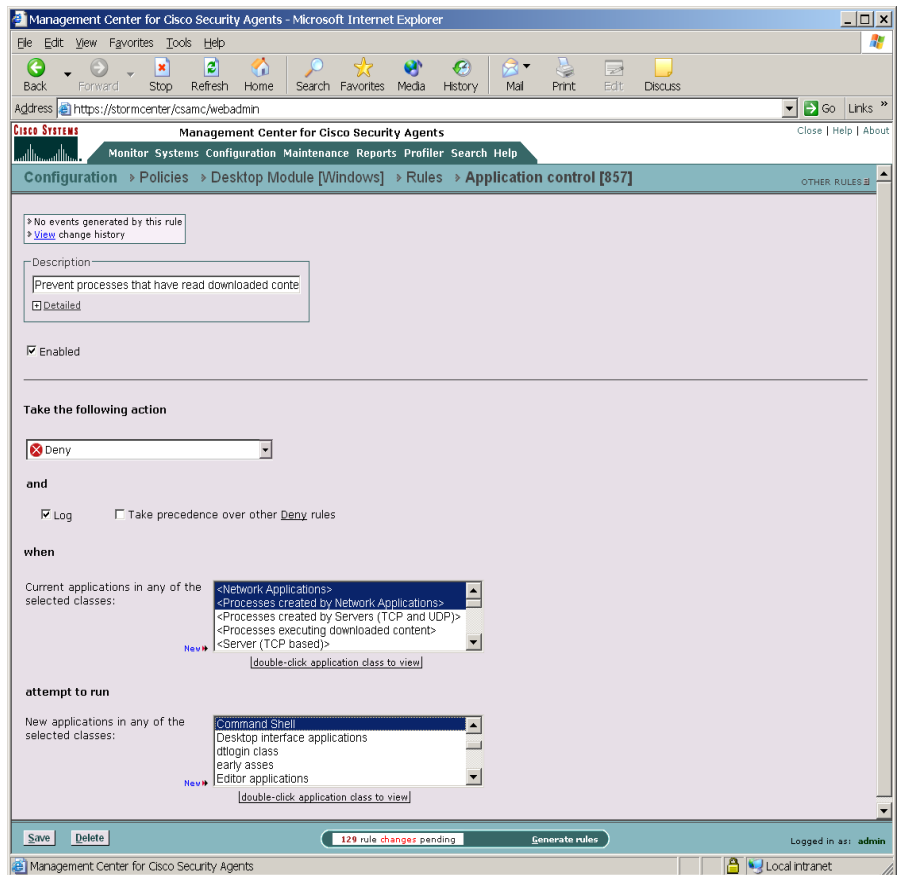 Management Center for Cisco Security Agents - Microsoft Internet Explorer
File Edit View Favorites Tools Help
Back Forward Stop Refresh Home Search Favorites Media History Mail Print Edit Discuss
Address https://stormcenter/csamc/webadmin Go Links »
CISCO SYSTEMS Management Center for Cisco Security Agents Close | Help | About
Monitor Systems Configuration Maintenance Reports Profiler Search Help
Configuration Policies Desktop Module [Windows] Rules Application control [857] OTHER RULES
No events generated by this rule
View change history
Description
Prevent processes that have read downloaded conte
+ Detailed
Enabled
Take the following action
Deny
and
Log Take precedence over other Deny rules
when
Current applications in any of the
selected classes:
New
<Network Applications>
<Processes created by Network Applications>
<Processes created by Servers (TCP and UDP)>
<Processes executing downloaded content>
<Server (TCP based)>
double-click application class to view
attempt to run
New applications in any of the
selected classes:
New
Command Shell
Desktop interface applications
dtlogin class
early asses
Editor applications
double-click application class to view
Save Delete 129 rule changes pending Generate rules Logged in as: admin
Management Center for Cisco Security Agents Local intranet